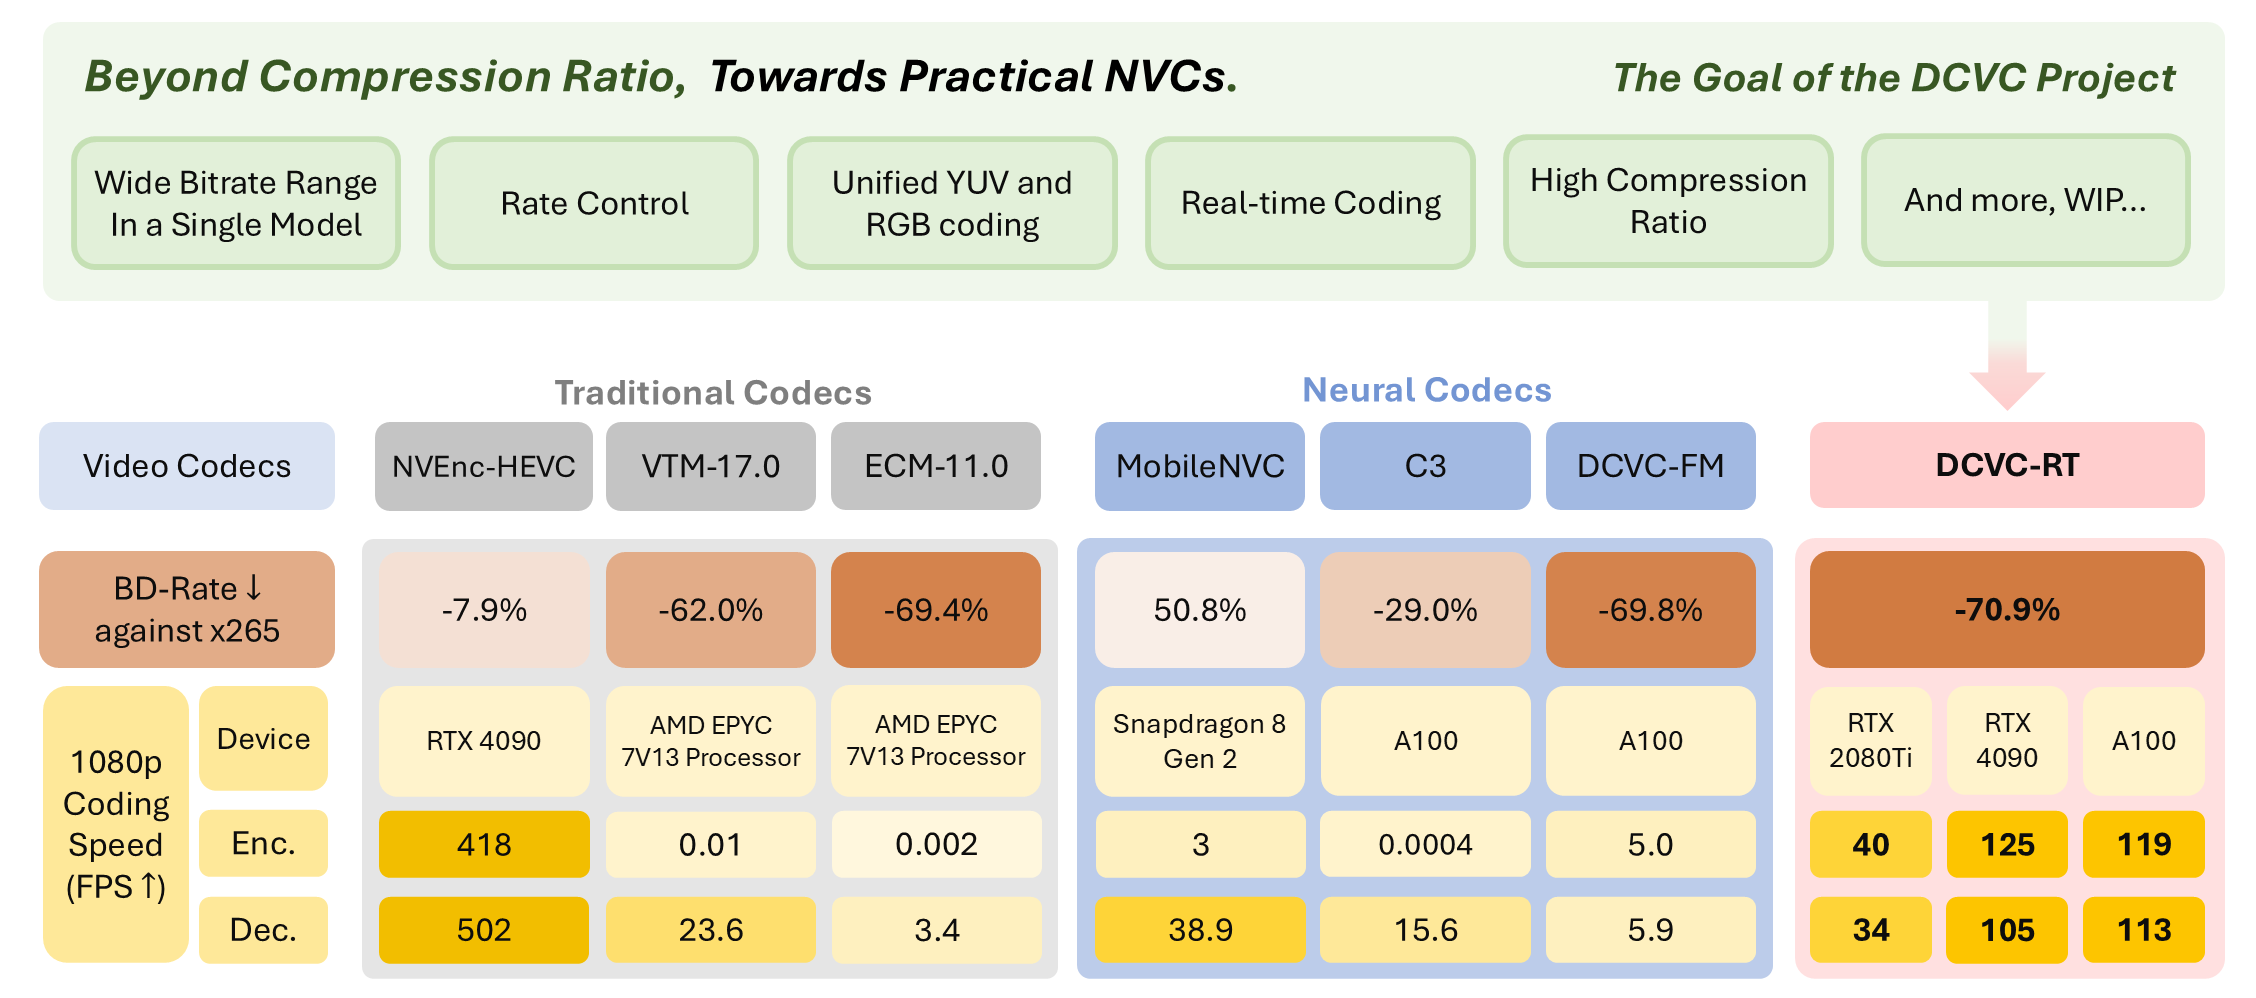 Beyond Compression Ratio, Towards Practical NVCs.
The Goal of the DCVC Project
Wide Bitrate Range
In a Single Model
Rate Control
Unified YUV and
RGB coding
Real-time Coding
High Compression
Ratio
And more, WIP...
Traditional Codecs
Neural Codecs
Video Codecs
NVEnc-HEVC
VTM-17.0
ECM-11.0
MobileNVC
C3
DCVC-FM
DCVC-RT
BD-Rate ↓
against x265
-7.9%
-62.0%
-69.4%
50.8%
-29.0%
-69.8%
-70.9%
1080p
Coding
Speed
(FPS ↑)
Device
RTX 4090
AMD EPYC
7V13 Processor
AMD EPYC
7V13 Processor
Snapdragon 8
Gen 2
A100
A100
RTX
2080Ti
RTX
4090
A100
Enc.
418
0.01
0.002
3
0.0004
5.0
40
125
119
Dec.
502
23.6
3.4
38.9
15.6
5.9
34
105
113